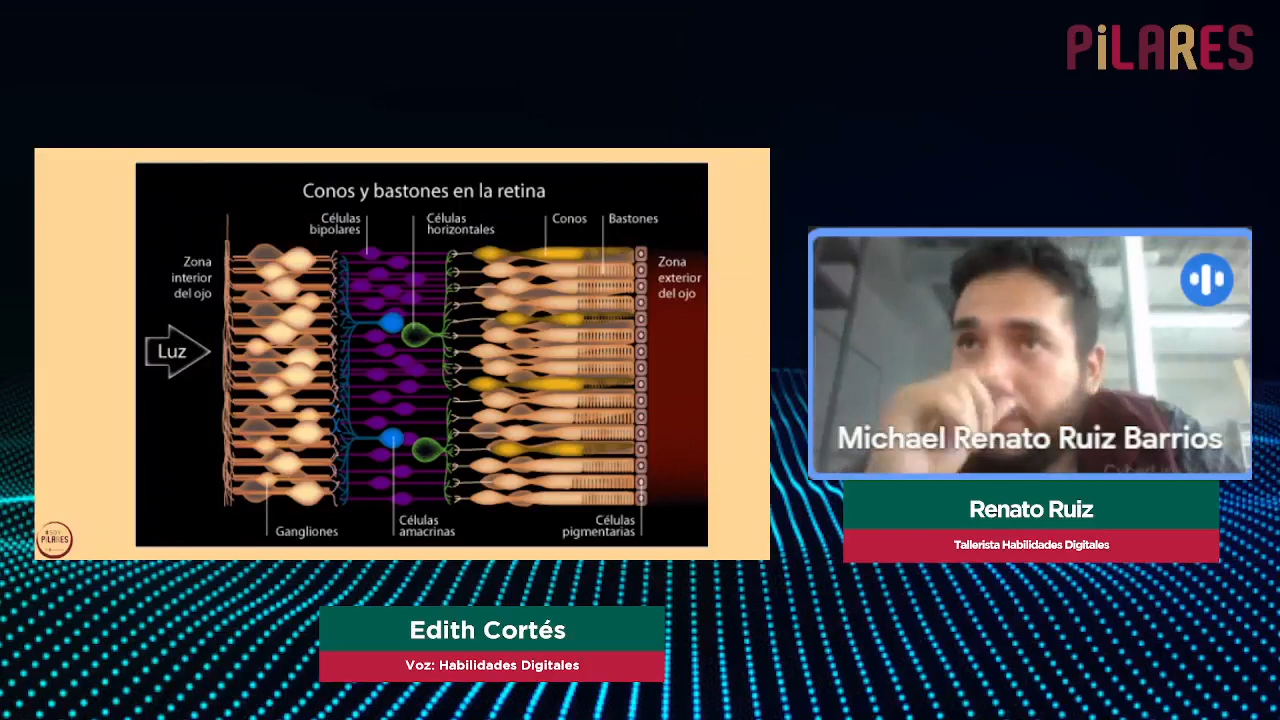 PiLARES
Conos y bastones en la retina
Células
bipolares
Células
horizontales
Conos
Bastones
Zona
interior
del ojo
Zona
exterior
del ojo
Luz
Gangliones
Células
amacrinas
Células
pigmentarias
PILARES
Michael Renato Ruiz Barrios
Renato Ruiz
Tallerista Habilidades Digitales
Edith Cortés
Voz: Habilidades Digitales